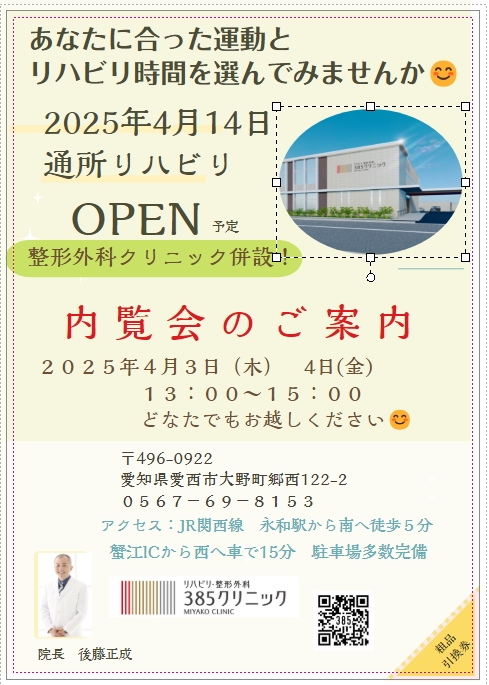 あなたに合った運動と
リハビリ時間を選んでみませんか😊
2025年4月14日
通所リハビリ
OPEN 予定
整形外科クリニック併設！
385クリニック
内覧会のご案内
２０２５年４月３日（木）　4日(金)
１３：００～１５：００
どなたでもお越しください😊
〒496-0922
愛知県愛西市大野町郷西122-2
０５６７－６９－８１５３
アクセス：JR関西線　永和駅から南へ徒歩５分
蟹江ICから西へ車で15分　駐車場多数完備
リハビリ・整形外科
385クリニック
MIYAKO CLINIC
385
院長　後藤正成
粗品
引換券